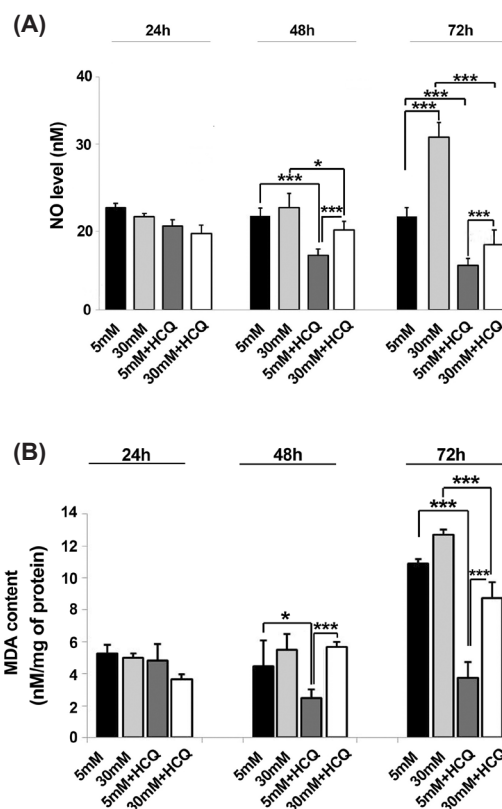 (A)
24h 48h 72h
NO level (nM)
40
30
20
0
*** *** *** *** * *** ***
5mM 30mM 5mM+HCQ 30mM+HCQ 5mM 30mM 5mM+HCQ 30mM+HCQ 5mM 30mM 5mM+HCQ 30mM+HCQ
(B)
24h 48h 72h
MDA content
(nM/mg of protein)
14
12
10
8
6
4
2
0
*** *** *** * ***
5mM 30mM 5mM+HCQ 30mM+HCQ 5mM 30mM 5mM+HCQ 30mM+HCQ 5mM 30mM 5mM+HCQ 30mM+HCQ